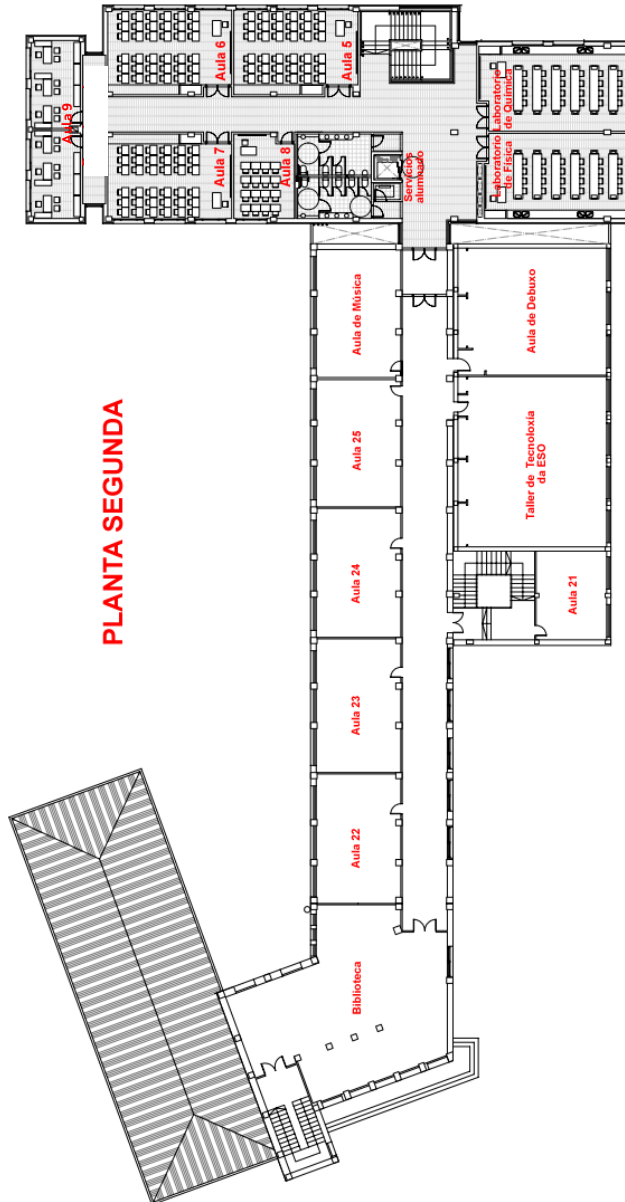 PLANTA SEGUNDA
Aula 9
Aula 6
Aula 5
Aula 7
Aula 8
Servicios
alumnado
Laboratorio
de Química
Laboratorio
de Física
Aula de Música
Aula de Debuxo
Aula 25
Taller de Tecnoloxía
da ESO
Aula 24
Aula 21
Aula 23
Aula 22
Biblioteca